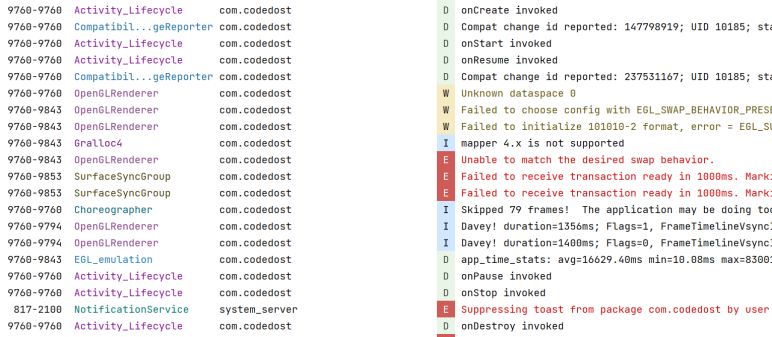 9760-9760 Activity_Lifecycle com.codedost D onCreate invoked
9760-9760 Compatibil...geReporter com.codedost D Compat change id reported: 147798919; UID 10185; sta
9760-9760 Activity_Lifecycle com.codedost D onStart invoked
9760-9760 Activity_Lifecycle com.codedost D onResume invoked
9760-9760 Compatibil...geReporter com.codedost D Compat change id reported: 237531167; UID 10185; sta
9760-9760 OpenGLRenderer com.codedost W Unknown dataspace 0
9760-9843 OpenGLRenderer com.codedost W Failed to choose config with EGL_SWAP_BEHAVIOR_PRESE
9760-9843 OpenGLRenderer com.codedost W Failed to initialize 101010-2 format, error = EGL_SU
9760-9843 Gralloc4 com.codedost I mapper 4.x is not supported
9760-9843 OpenGLRenderer com.codedost E Unable to match the desired swap behavior.
9760-9853 SurfaceSyncGroup com.codedost E Failed to receive transaction ready in 1000ms. Marki
9760-9853 SurfaceSyncGroup com.codedost E Failed to receive transaction ready in 1000ms. Marki
9760-9760 Choreographer com.codedost I Skipped 79 frames! The application may be doing too
9760-9794 OpenGLRenderer com.codedost I Davey! duration=1356ms; Flags=1, FrameTimelineVsyncI
9760-9794 OpenGLRenderer com.codedost I Davey! duration=1400ms; Flags=0, FrameTimelineVsyncI
9760-9843 EGL_emulation com.codedost D app_time_stats: avg=16629.40ms min=10.08ms max=83001
9760-9760 Activity_Lifecycle com.codedost D onPause invoked
9760-9760 Activity_Lifecycle com.codedost D onStop invoked
817-2100 NotificationService system_server E Suppressing toast from package com.codedost by user
9760-9760 Activity_Lifecycle com.codedost D onDestroy invoked